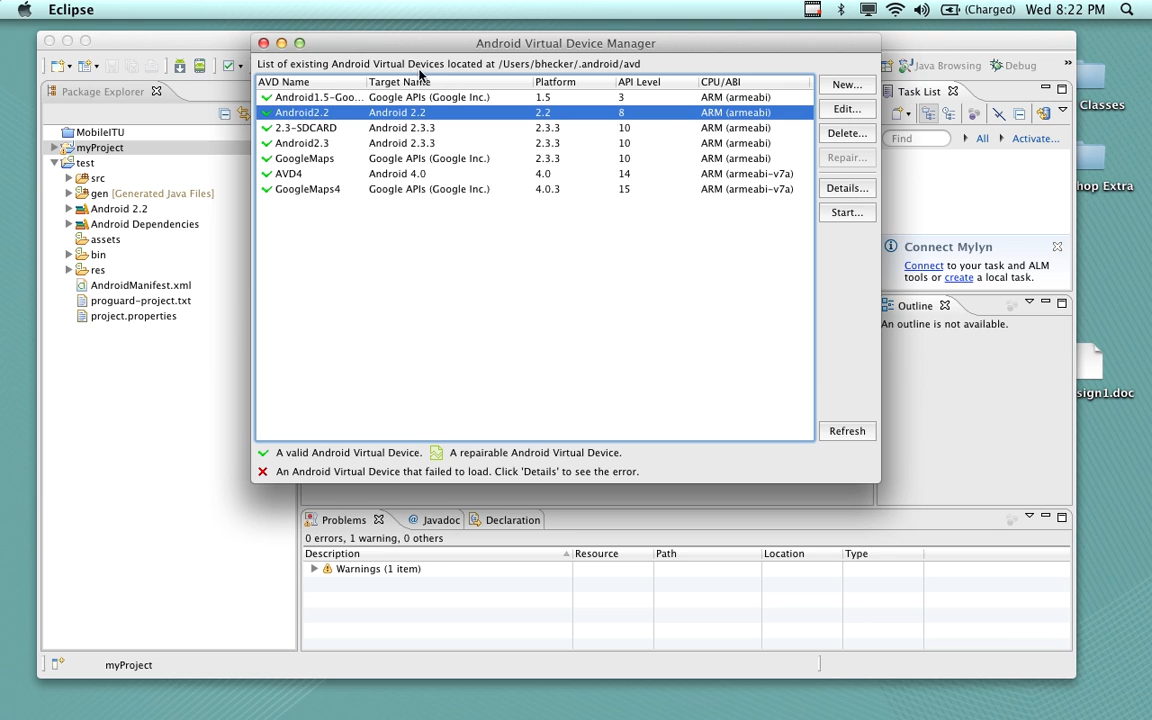 Eclipse
(Charged) Wed 8:22 PM
Android Virtual Device Manager
List of existing Android Virtual Devices located at /Users/bhecker/.android/avd
AVD Name Target Name Platform API Level CPU/ABI
Android1.5-Goo... Google APIs (Google Inc.) 1.5 3 ARM (armeabi)
Android2.2 Android 2.2 2.2 8 ARM (armeabi)
2.3-SDCARD Android 2.3.3 2.3.3 10 ARM (armeabi)
Android2.3 Android 2.3.3 2.3.3 10 ARM (armeabi)
GoogleMaps Google APIs (Google Inc.) 2.3.3 10 ARM (armeabi)
AVD4 Android 4.0 4.0 14 ARM (armeabi-v7a)
GoogleMaps4 Google APIs (Google Inc.) 4.0.3 15 ARM (armeabi-v7a)
New...
Edit...
Delete...
Repair...
Details...
Start...
Refresh
A valid Android Virtual Device. A repairable Android Virtual Device.
An Android Virtual Device that failed to load. Click 'Details' to see the error.
Package Explorer
MobileITU
myProject
test
src
gen [Generated Java Files]
Android 2.2
Android Dependencies
assets
bin
res
AndroidManifest.xml
proguard-project.txt
project.properties
Java Browsing Debug
»
Task List
Find All Activate...
Connect Mylyn
Connect to your task and ALM
tools or create a local task.
Outline
An outline is not available.
Problems @ Javadoc Declaration
0 errors, 1 warning, 0 others
Description Resource Path Location Type
Warnings (1 item)
myProject
Classes
hop Extra
sign1.doc